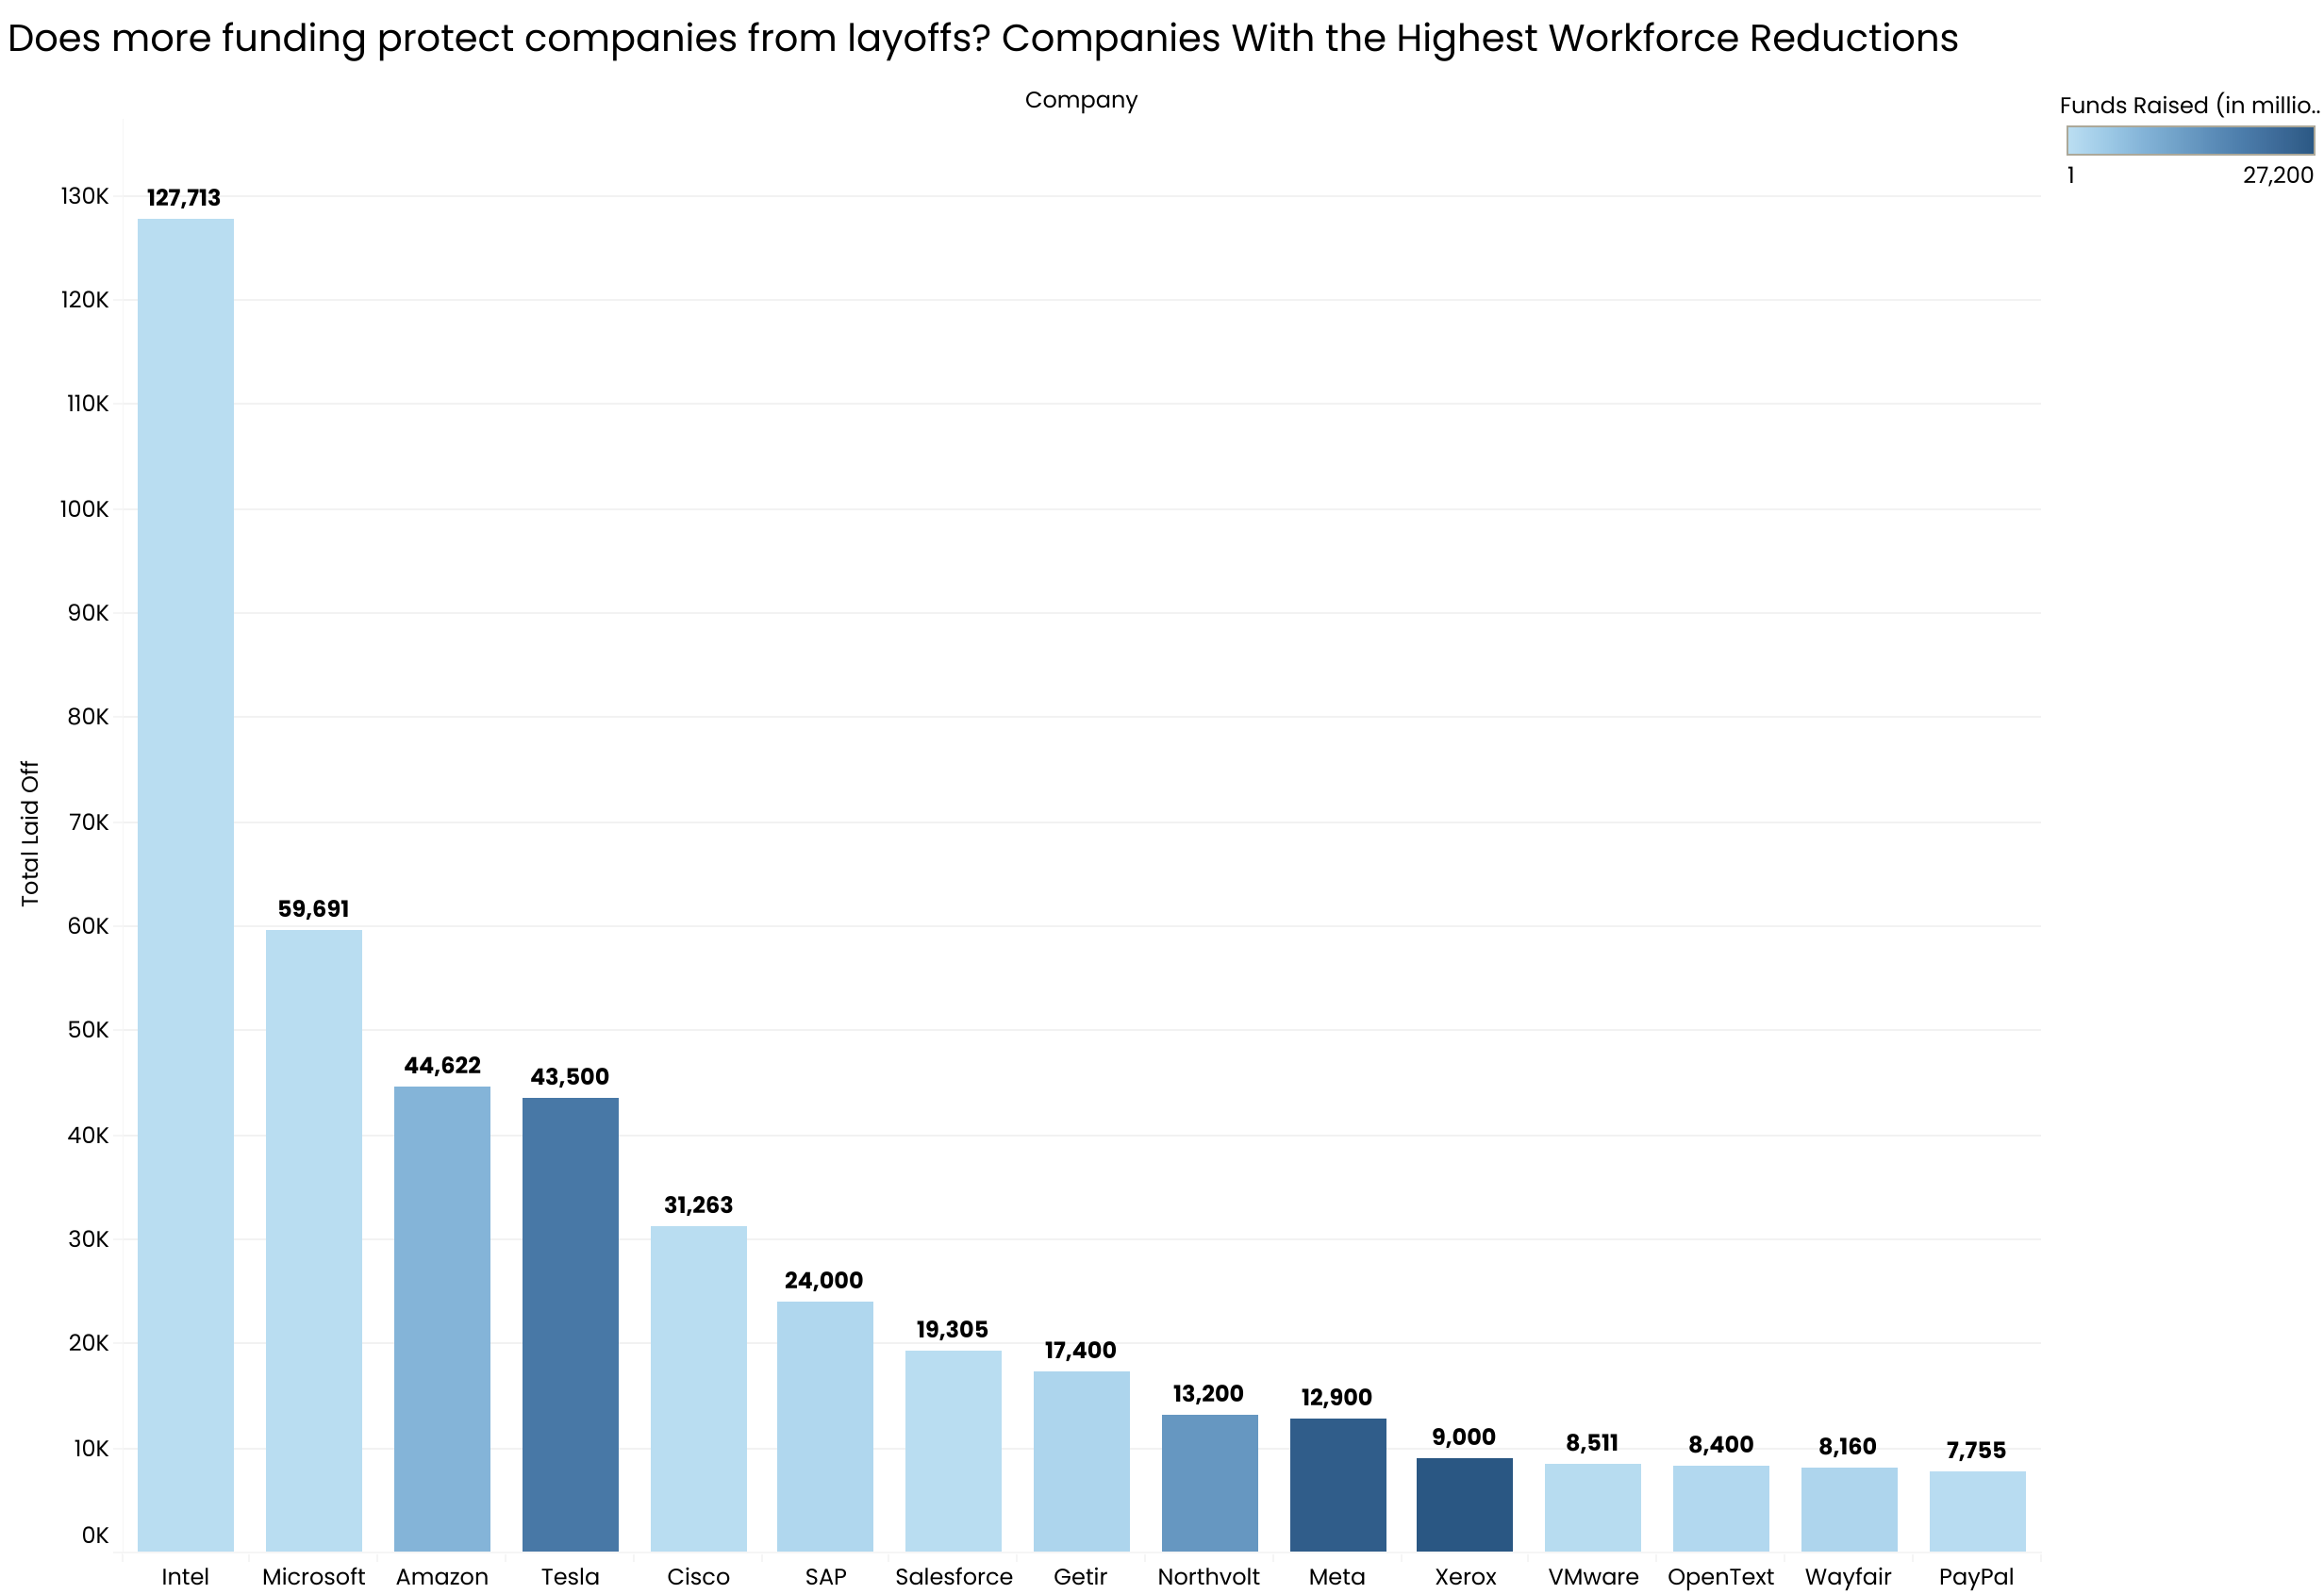 Does more funding protect companies from layoffs? Companies With the Highest Workforce Reductions
Company
Funds Raised (in millio..
1 27,200
Total Laid Off
130K
120K
110K
100K
90K
80K
70K
60K
50K
40K
30K
20K
10K
0K
127,713
59,691
44,622
43,500
31,263
24,000
19,305
17,400
13,200
12,900
9,000
8,511
8,400
8,160
7,755
Intel Microsoft Amazon Tesla Cisco SAP Salesforce Getir Northvolt Meta Xerox VMware OpenText Wayfair PayPal